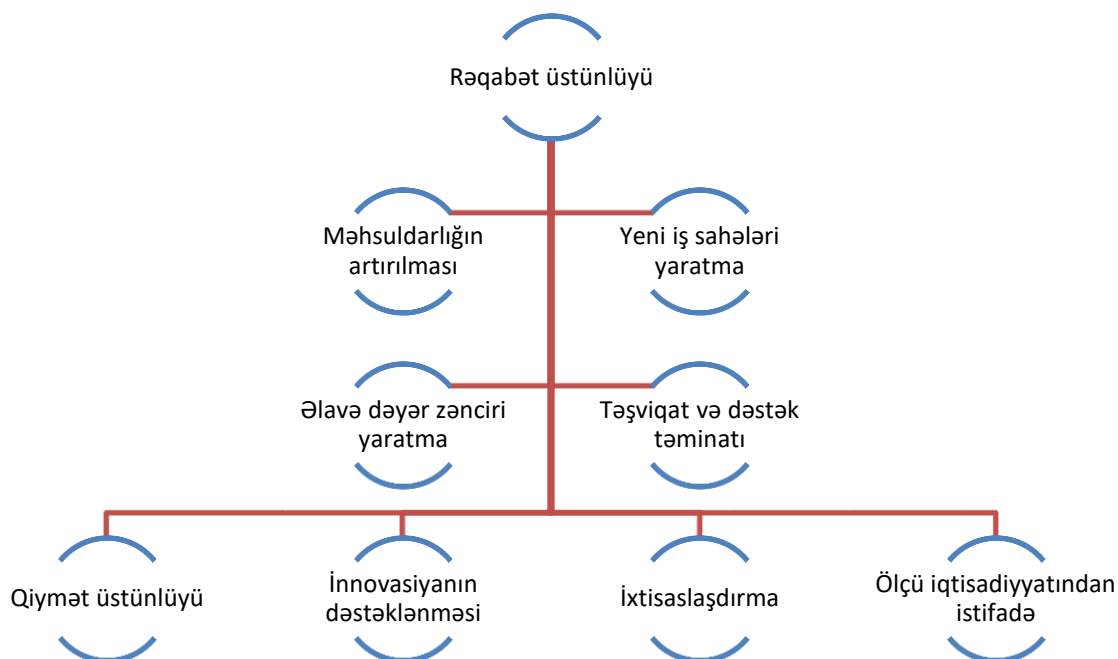 Rəqabət üstünlüyü
Məhsuldarlığın
artırılması
Yeni iş sahələri
yaratma
Əlavə dəyər zənciri
yaratma
Təşviqat və dəstək
təminatı
Qiymət üstünlüyü
İnnovasiyanın
dəstəklənməsi
İxtisaslaşdırma
Ölçü iqtisadiyyatından
istifadə